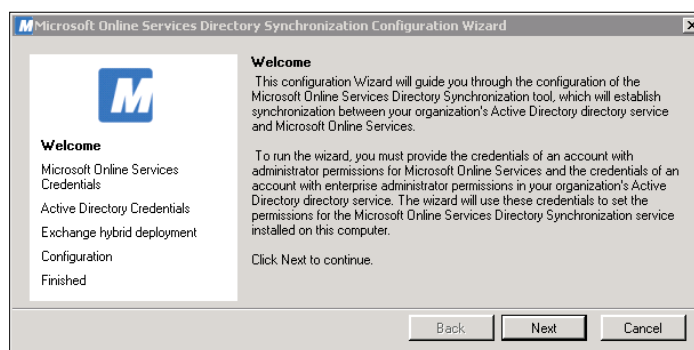 Microsoft Online Services Directory Synchronization Configuration Wizard
M
Welcome
Microsoft Online Services
Credentials
Active Directory Credentials
Exchange hybrid deployment
Configuration
Finished
Welcome
This configuration Wizard will guide you through the configuration of the
Microsoft Online Services Directory Synchronization tool, which will establish
synchronization between your organization's Active Directory directory service
and Microsoft Online Services.
To run the wizard, you must provide the credentials of an account with
administrator permissions for Microsoft Online Services and the credentials of an
account with enterprise administrator permissions in your organization's Active
Directory directory service. The wizard will use these credentials to set the
permissions for the Microsoft Online Services Directory Synchronization service
installed on this computer.
Click Next to continue.
Back
Next
Cancel